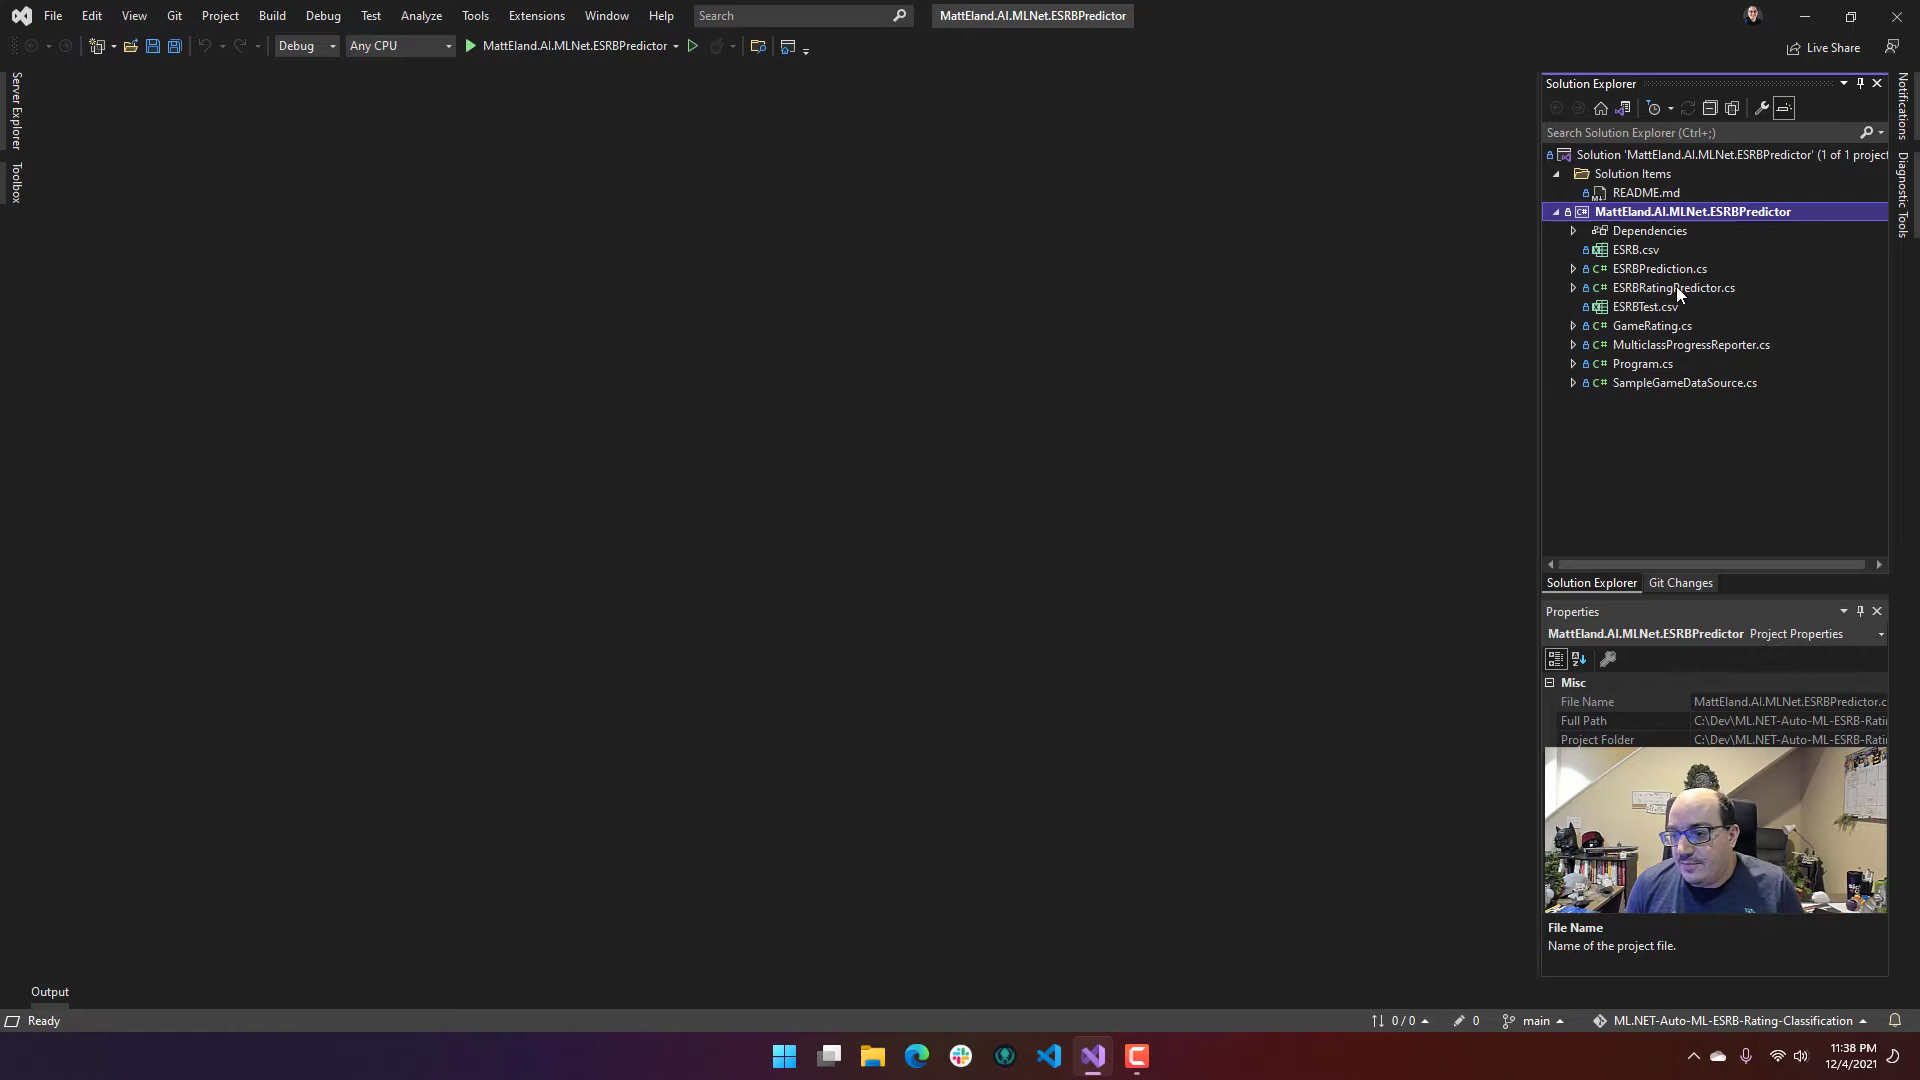 File Edit View Git Project Build Debug Test Analyze Tools Extensions Window Help Search MattEland.AI.MLNet.ESRBPredictor
Debug Any CPU MattEland.AI.MLNet.ESRBPredictor Live Share
Server Explorer
Toolbox
Solution Explorer
Search Solution Explorer (Ctrl+;)
Solution 'MattEland.AI.MLNet.ESRBPredictor' (1 of 1 project
Solution Items
README.md
MattEland.AI.MLNet.ESRBPredictor
Dependencies
ESRB.csv
ESRBPrediction.cs
ESRBRatingPredictor.cs
ESRBTest.csv
GameRating.cs
MulticlassProgressReporter.cs
Program.cs
SampleGameDataSource.cs
Notifications
Diagnostic Tools
Solution Explorer Git Changes
Properties
MattEland.AI.MLNet.ESRBPredictor Project Properties
Misc
File Name MattEland.AI.MLNet.ESRBPredictor.c
Full Path C:\Dev\ML.NET-Auto-ML-ESRB-Rati
Project Folder C:\Dev\ML.NET-Auto-ML-ESRB-Rati
File Name
Name of the project file.
Output
Ready 0 / 0 0 main ML.NET-Auto-ML-ESRB-Rating-Classification
11:38 PM
12/4/2021